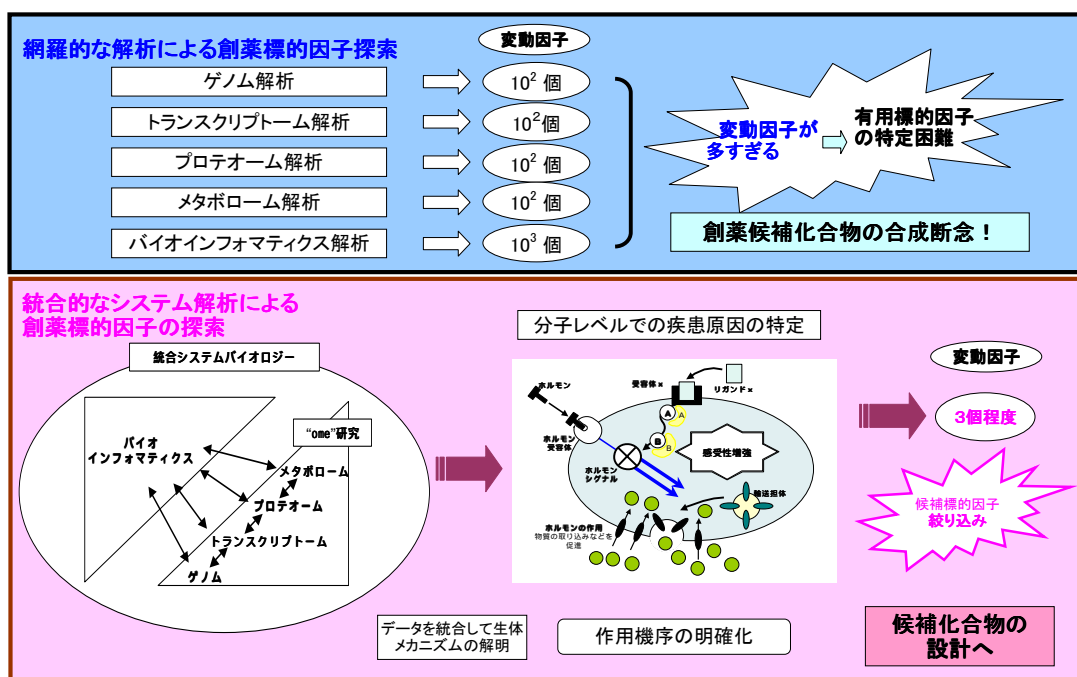 網羅的な解析による創薬標的因子探索
変動因子
ゲノム解析
10² 個
トランスクリプトーム解析
10²個
プロテオーム解析
10² 個
メタボローム解析
10² 個
バイオインフォマティクス解析
10³ 個
変動因子が
多すぎる
有用標的因子
の特定困難
創薬候補化合物の合成断念！
統合的なシステム解析による
創薬標的因子の探索
統合システムバイオロジー
バイオ
インフォマティクス
“ome”研究
メタボローム
プロテオーム
トランスクリプトーム
ゲノム
データを統合して生体
メカニズムの解明
分子レベルでの疾患原因の特定
ホルモン
受容体×
リガンド×
A
A
B
B
ホルモン
受容体
ホルモン
シグナル
感受性増強
輸送担体
ホルモンの作用
物質の取り込みなどを
促進
作用機序の明確化
変動因子
3個程度
候補標的因子
絞り込み
候補化合物の
設計へ